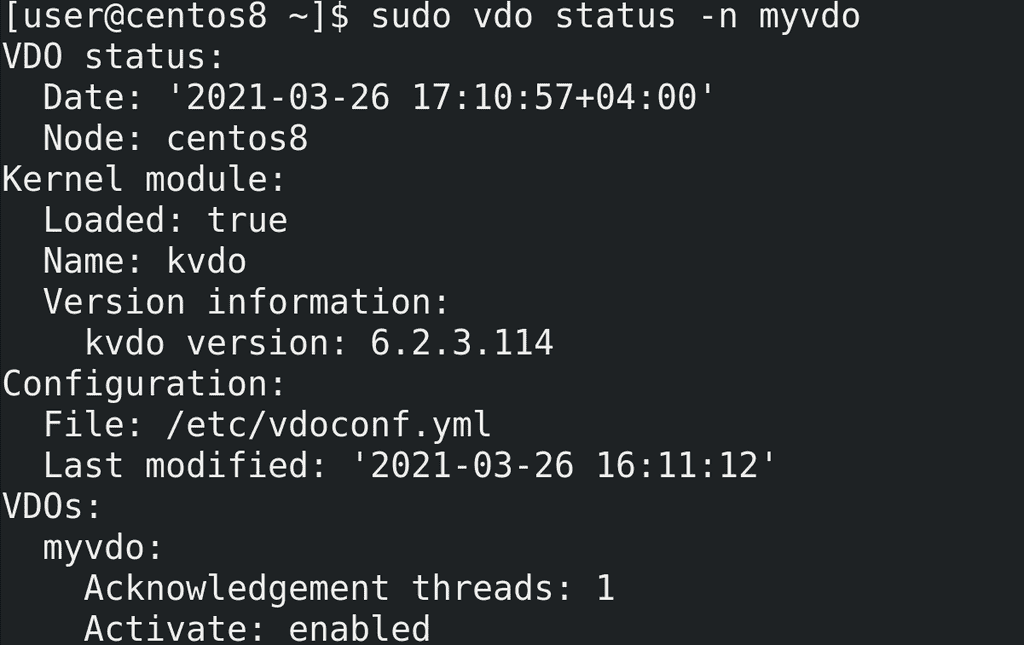 [user@centos8 ~]$ sudo vdo status -n myvdo
VDO status:
  Date: '2021-03-26 17:10:57+04:00'
  Node: centos8
Kernel module:
  Loaded: true
  Name: kvdo
  Version information:
    kvdo version: 6.2.3.114
Configuration:
  File: /etc/vdoconf.yml
  Last modified: '2021-03-26 16:11:12'
VDOs:
  myvdo:
    Acknowledgement threads: 1
    Activate: enabled